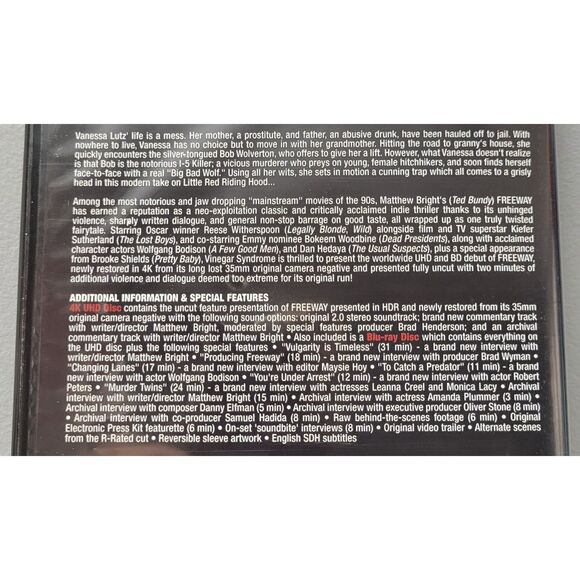 Vanessa Lutz' life is a mess. Her mother, a prostitute, and father, an abusive drunk, have been hauled off to jail. With
nowhere to live, Vanessa has no choice but to move in with her grandmother. Hitting the road to granny's house, she
quickly encounters the silver-tongued Bob Wolverton, who offers to give her a lift. However, what Vanessa doesn't realize
is that Bob is the notorious I-5 Killer; a vicious murderer who preys on young, female hitchhikers, and soon finds herself
face-to-face with a real "Big Bad Wolf." Using all her wits, she sets in motion a cunning trap which all comes to a grisly
head in this modern take on Little Red Riding Hood...
Among the most notorious and jaw dropping "mainstream" movies of the 90s, Matthew Bright's (Ted Bundy) FREEWAY
has earned a reputation as a neo-exploitation classic and critically acclaimed indie thriller thanks to its unhinged
violence, sharply written dialogue, and general non-stop barrage on good taste, all wrapped up as one truly twisted
fairytale. Starring Oscar winner Reese Witherspoon (Legally Blonde, Wild) alongside film and TV superstar Kiefer
Sutherland (The Lost Boys), and co-starring Emmy nominee Bokeem Woodbine (Dead Presidents), along with acclaimed
character actors Wolfgang Bodison (A Few Good Men), and Dan Hedaya (The Usual Suspects), plus a special appearance
from Brooke Shields (Pretty Baby), Vinegar Syndrome is thrilled to present the worldwide UHD and BD debut of FREEWAY,
newly restored in 4K from its long lost 35mm original camera negative and presented fully uncut with two minutes of
additional violence and dialogue deemed too extreme for its original run!
ADDITIONAL INFORMATION & SPECIAL FEATURES
4K UHD Disc contains the uncut feature presentation of FREEWAY presented in HDR and newly restored from its 35mm
original camera negative with the following sound options: original 2.0 stereo soundtrack; brand new commentary track
with writer/director Matthew Bright, moderated by special features producer Brad Henderson; and an archival
commentary track with writer/director Matthew Bright • Also included is a Blu-ray Disc which contains everything on
the UHD disc plus the following special features • "Vulgarity is Timeless" (31 min) - a brand new interview with
writer/director Matthew Bright • "Producing Freeway" (18 min) - a brand new interview with producer Brad Wyman •
"Changing Lanes" (17 min) - a brand new interview with editor Maysie Hoy • "To Catch a Predator" (11 min) - a brand
new interview with actor Wolfgang Bodison • "You're Under Arrest" (12 min) - a brand new interview with actor Robert
Peters • "Murder Twins" (24 min) - a brand new interview with actresses Leanna Creel and Monica Lacy • Archival
interview with writer/director Matthew Bright (15 min) • Archival interview with actress Amanda Plummer (3 min) •
Archival interview with composer Danny Elfman (5 min) • Archival interview with executive producer Oliver Stone (8 min)
• Archival interview with co-producer Samuel Hadida (8 min) • Raw behind-the-scenes footage (6 min) • Original
Electronic Press Kit featurette (6 min) • On-set 'soundbite' interviews (8 min) • Original video trailer • Alternate scenes
from the R-Rated cut • Reversible sleeve artwork • English SDH subtitles